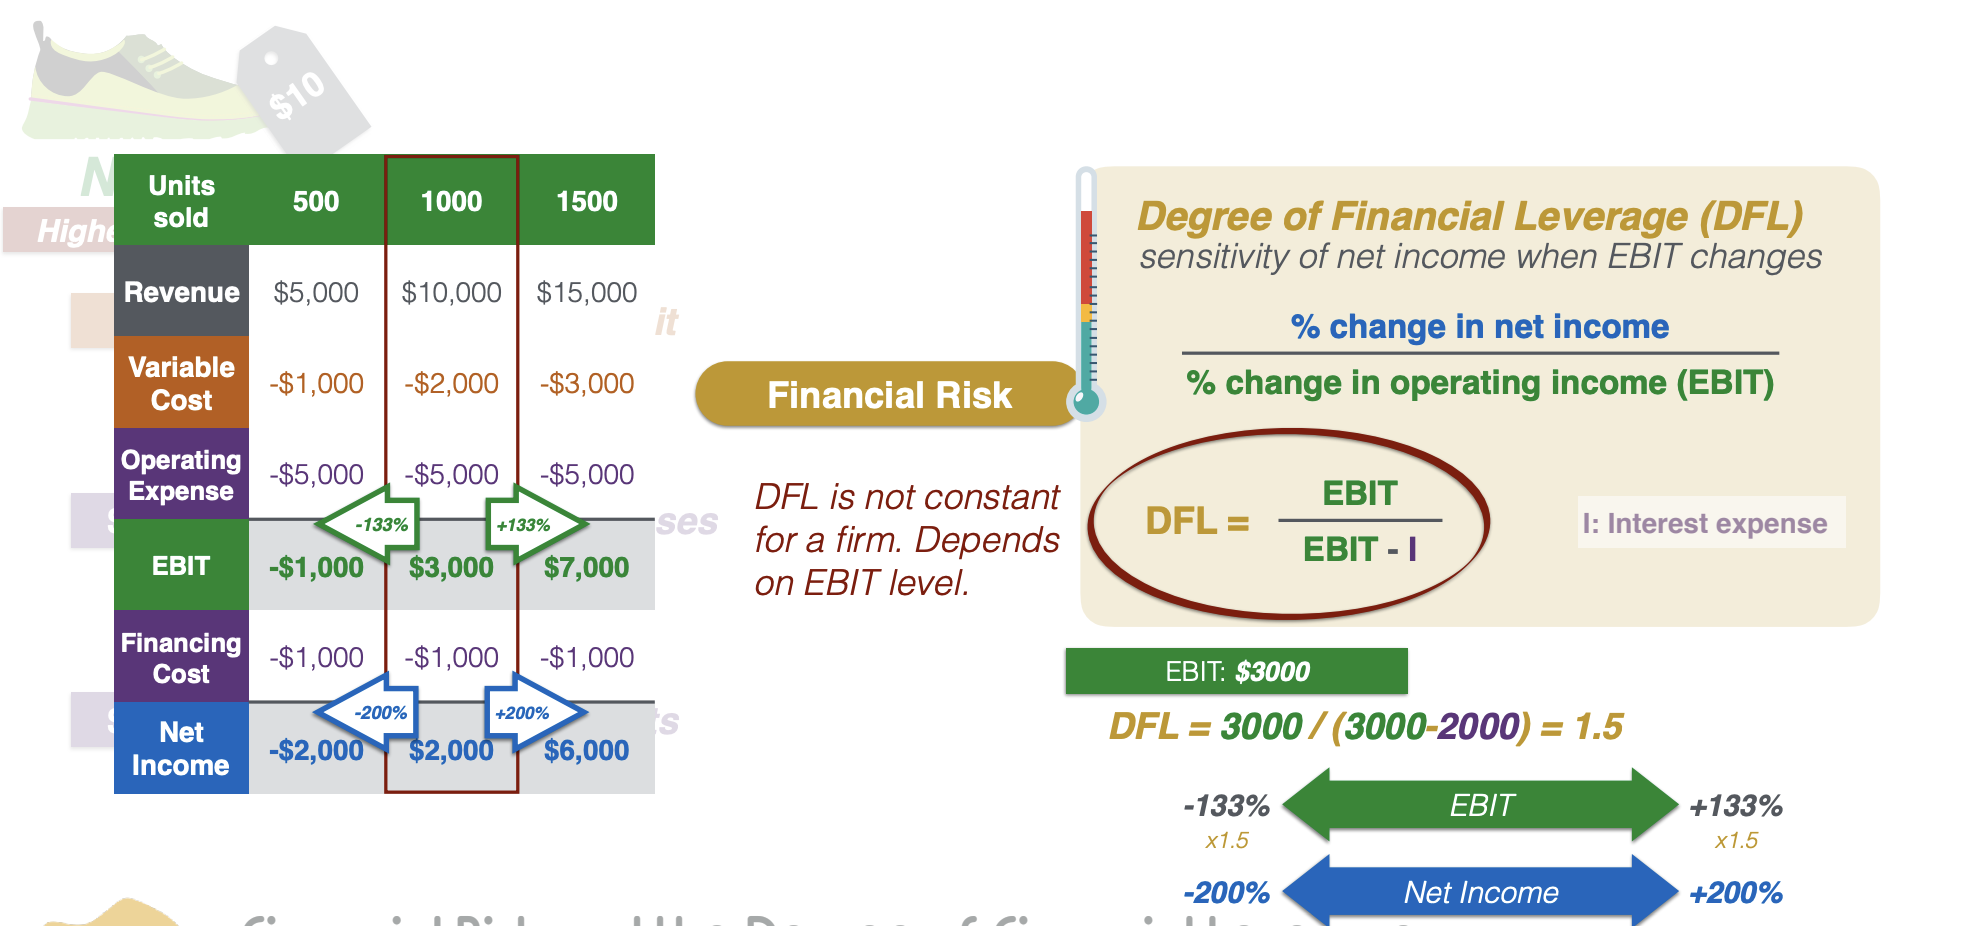 $10
N
Highe
Units sold 500 1000 1500
Revenue $5,000 $10,000 $15,000
it
Variable Cost -$1,000 -$2,000 -$3,000
Operating Expense -$5,000 -$5,000 -$5,000
S
ses
-133% +133%
EBIT -$1,000 $3,000 $7,000
Financing Cost -$1,000 -$1,000 -$1,000
S
ts
-200% +200%
Net Income -$2,000 $2,000 $6,000
Financial Risk
DFL is not constant
for a firm. Depends
on EBIT level.
Degree of Financial Leverage (DFL)
sensitivity of net income when EBIT changes
% change in net income
% change in operating income (EBIT)
DFL = EBIT
EBIT - I
I: Interest expense
EBIT: $3000
DFL = 3000 / (3000-2000) = 1.5
-133% EBIT +133%
x1.5 x1.5
-200% Net Income +200%